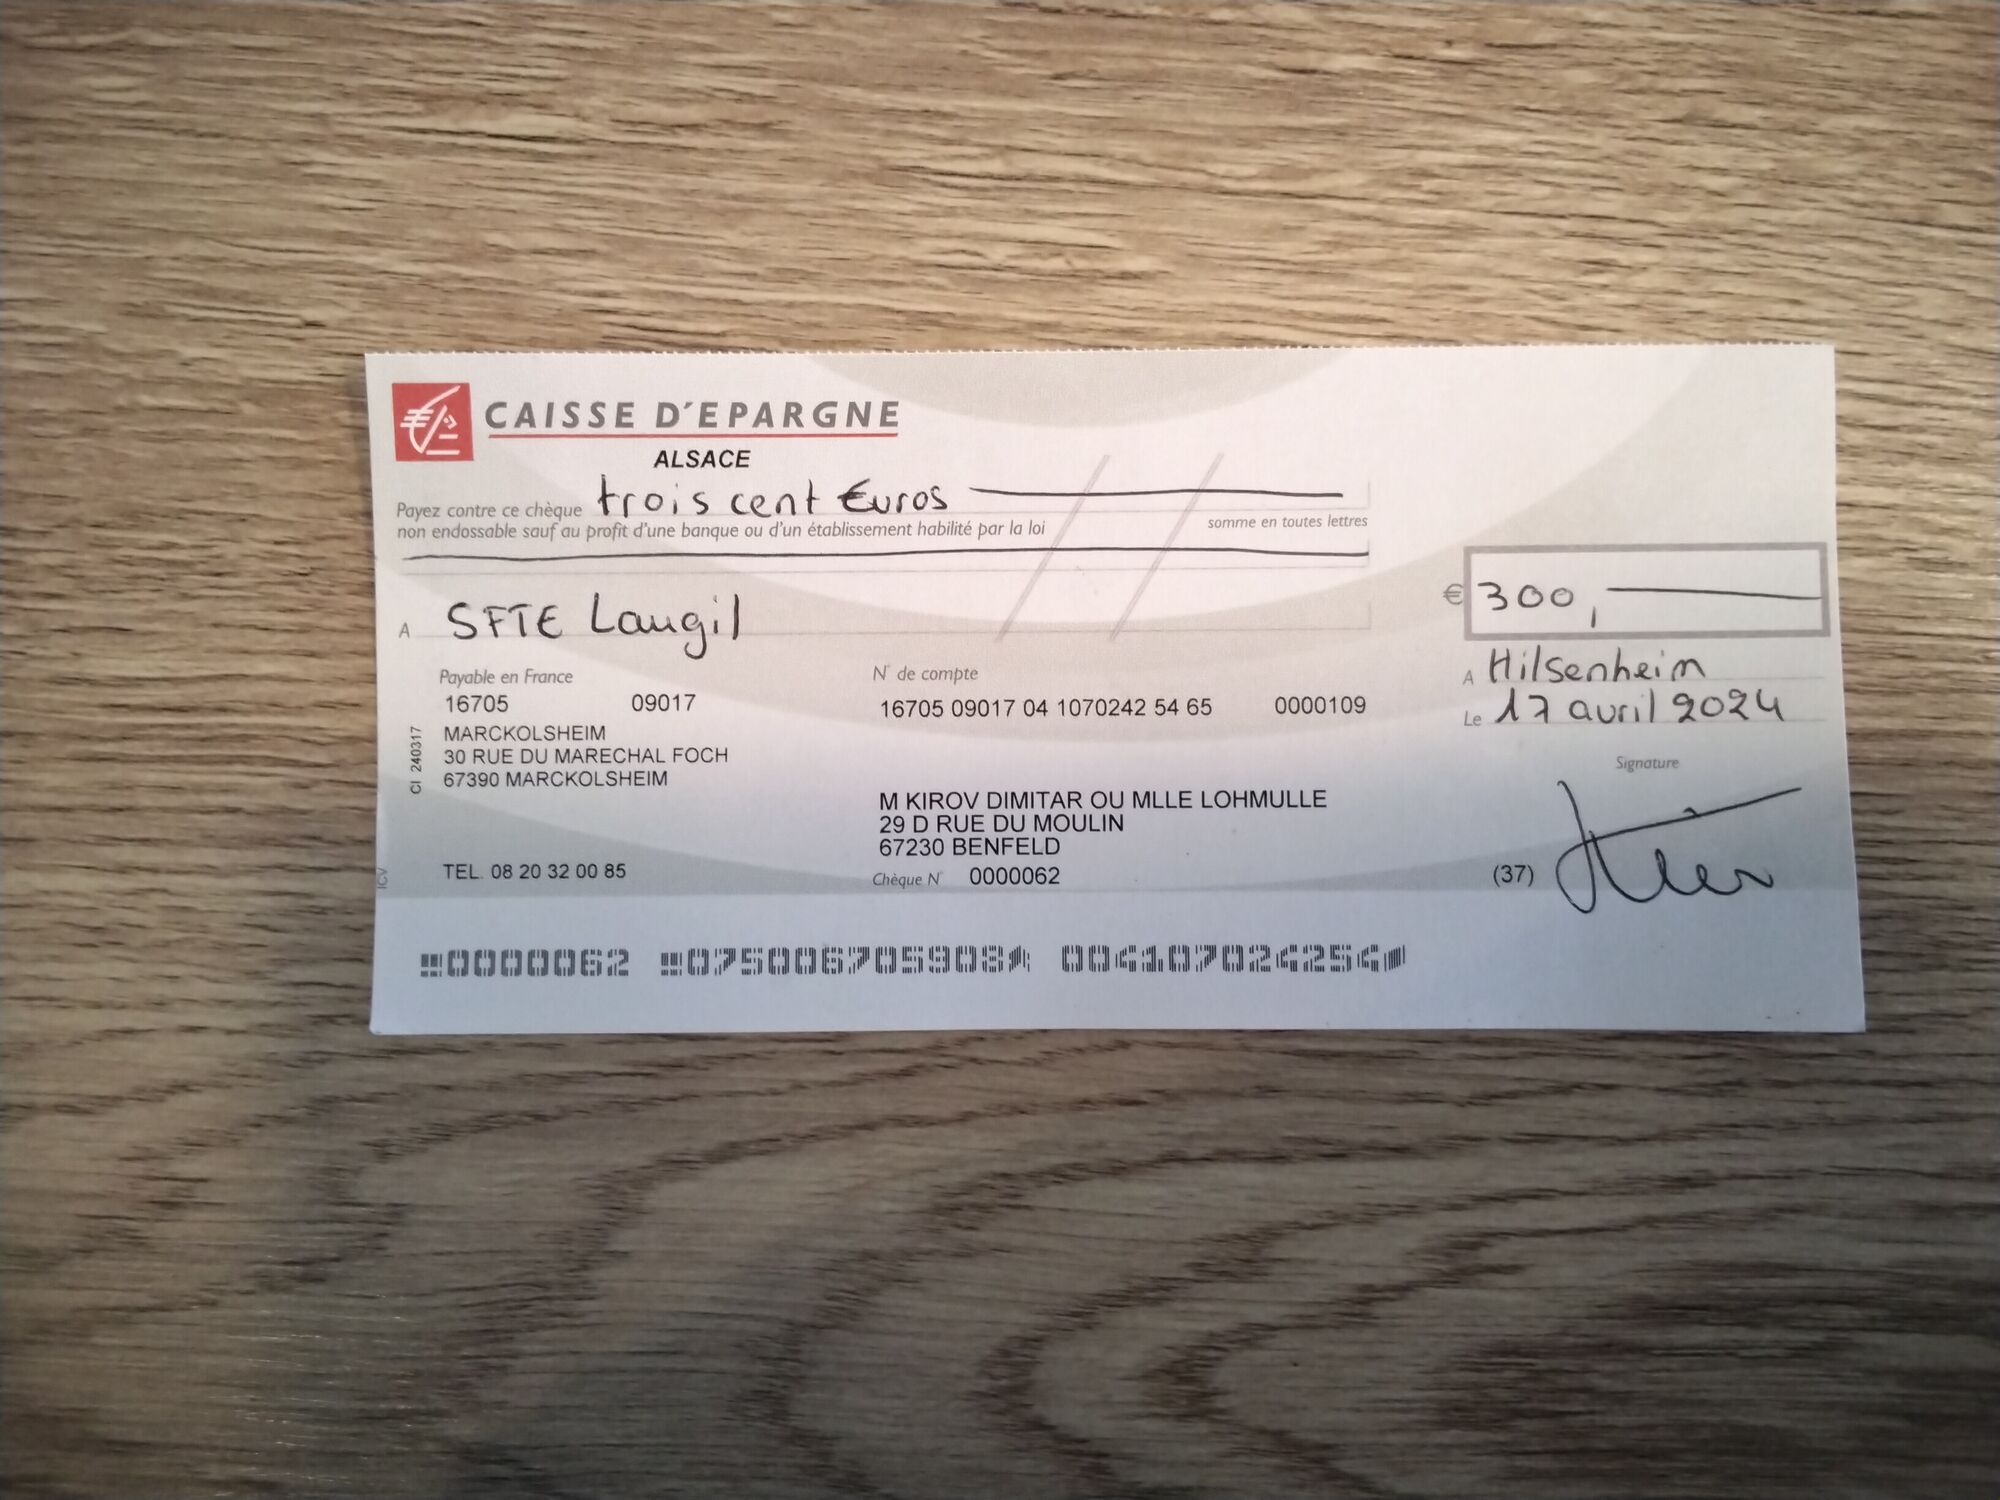 CAISSE D'EPARGNE
ALSACE
Payez contre ce chèque trois cent Euros
non endossable sauf au profit d'une banque ou d'un établissement habilité par la loi
somme en toutes lettres
€ 300,
A SFTE Laugil
A Hilsenheim
Le 17 avril 2024
Payable en France
16705 09017
MARCKOLSHEIM
30 RUE DU MARECHAL FOCH
67390 MARCKOLSHEIM
CI 240317
TEL. 08 20 32 00 85
ICV
N° de compte
16705 09017 04 1070242 54 65 0000109
M KIROV DIMITAR OU MLLE LOHMULLE
29 D RUE DU MOULIN
67230 BENFELD
Chèque N° 0000062
Signature
(37)
0000062 075006705908 004107024254